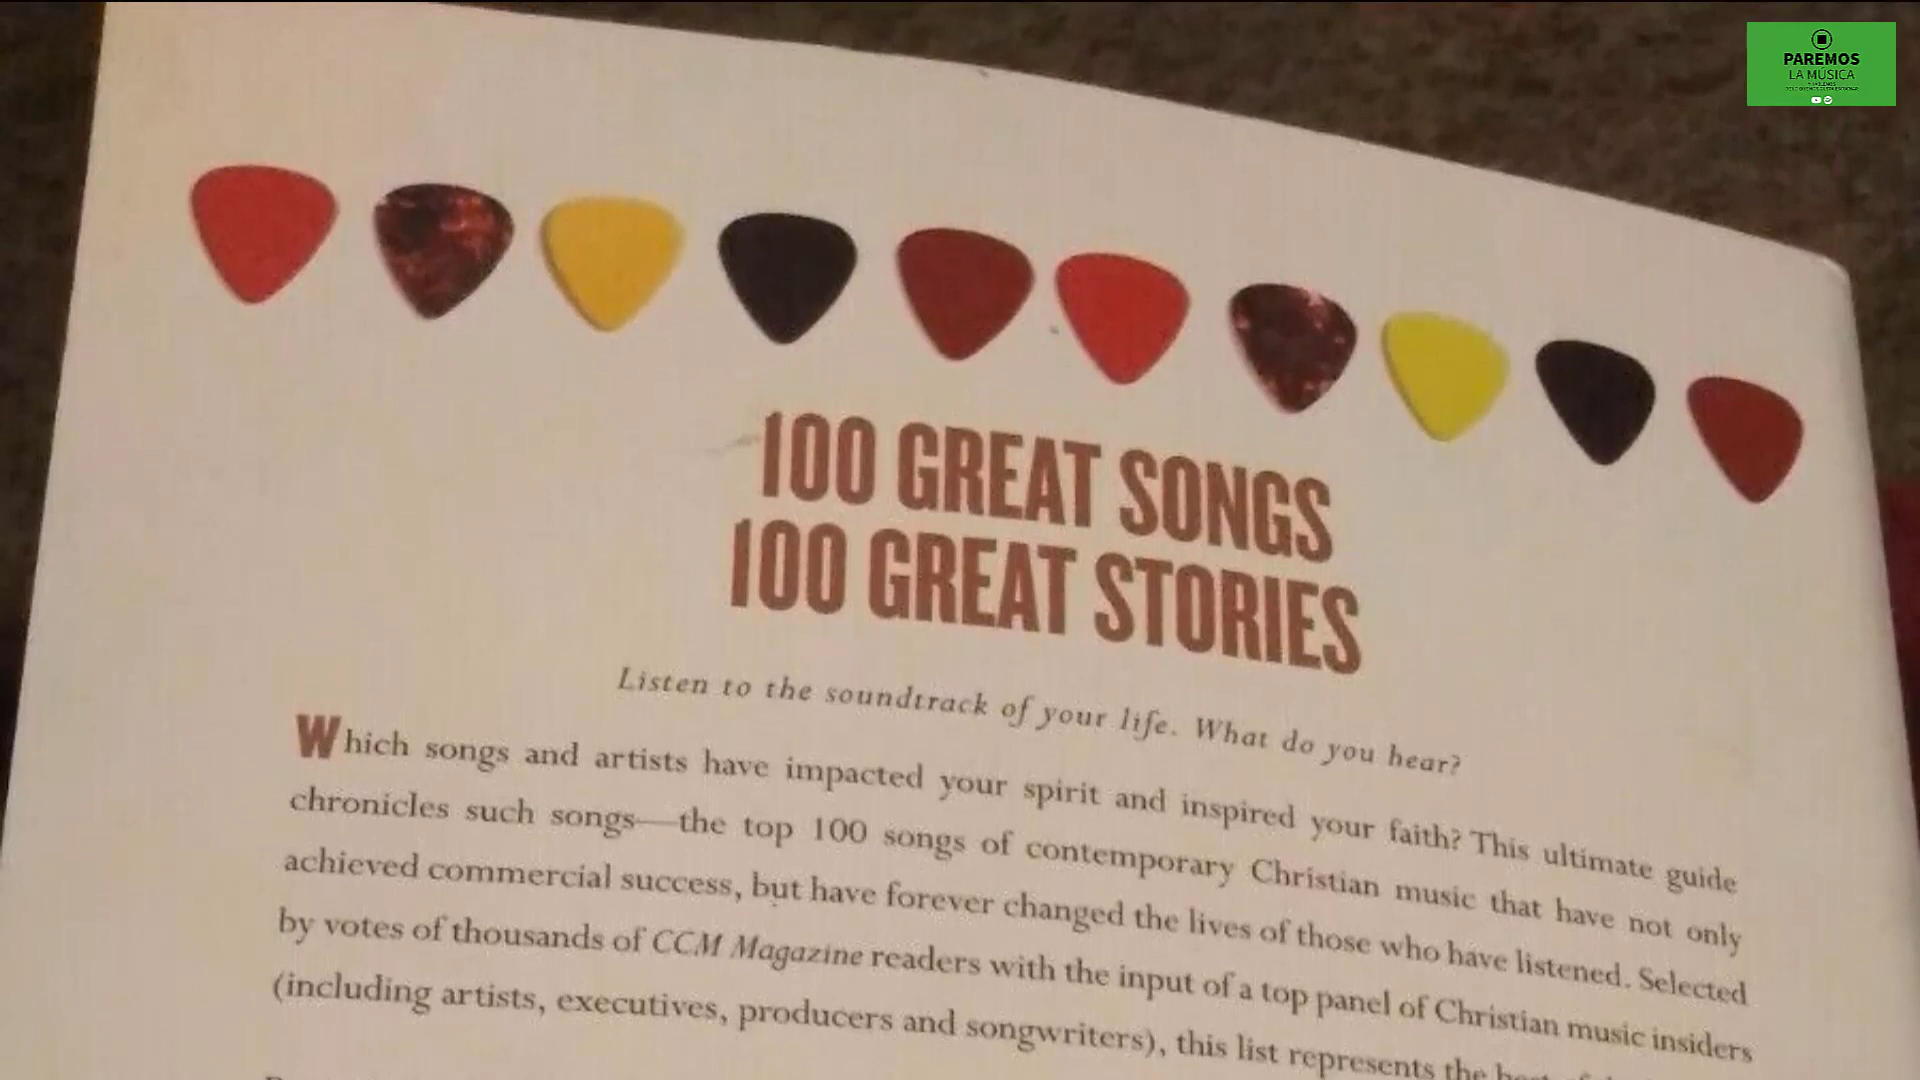 PAREMOS
LA MÚSICA
100 GREAT SONGS
100 GREAT STORIES
Listen to the soundtrack of your life. What do you hear?
Which songs and artists have impacted your spirit and inspired your faith? This ultimate guide
chronicles such songs—the top 100 songs of contemporary Christian music that have not only
achieved commercial success, but have forever changed the lives of those who have listened. Selected
by votes of thousands of CCM Magazine readers with the input of a top panel of Christian music insiders
(including artists, executives, producers and songwriters), this list represents the